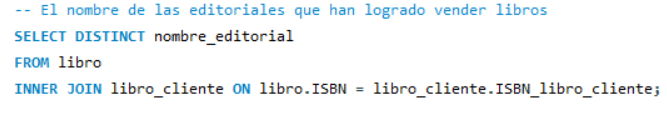 -- El nombre de las editoriales que han logrado vender libros
SELECT DISTINCT nombre_editorial
FROM libro
INNER JOIN libro_cliente ON libro.ISBN = libro_cliente.ISBN_libro_cliente;